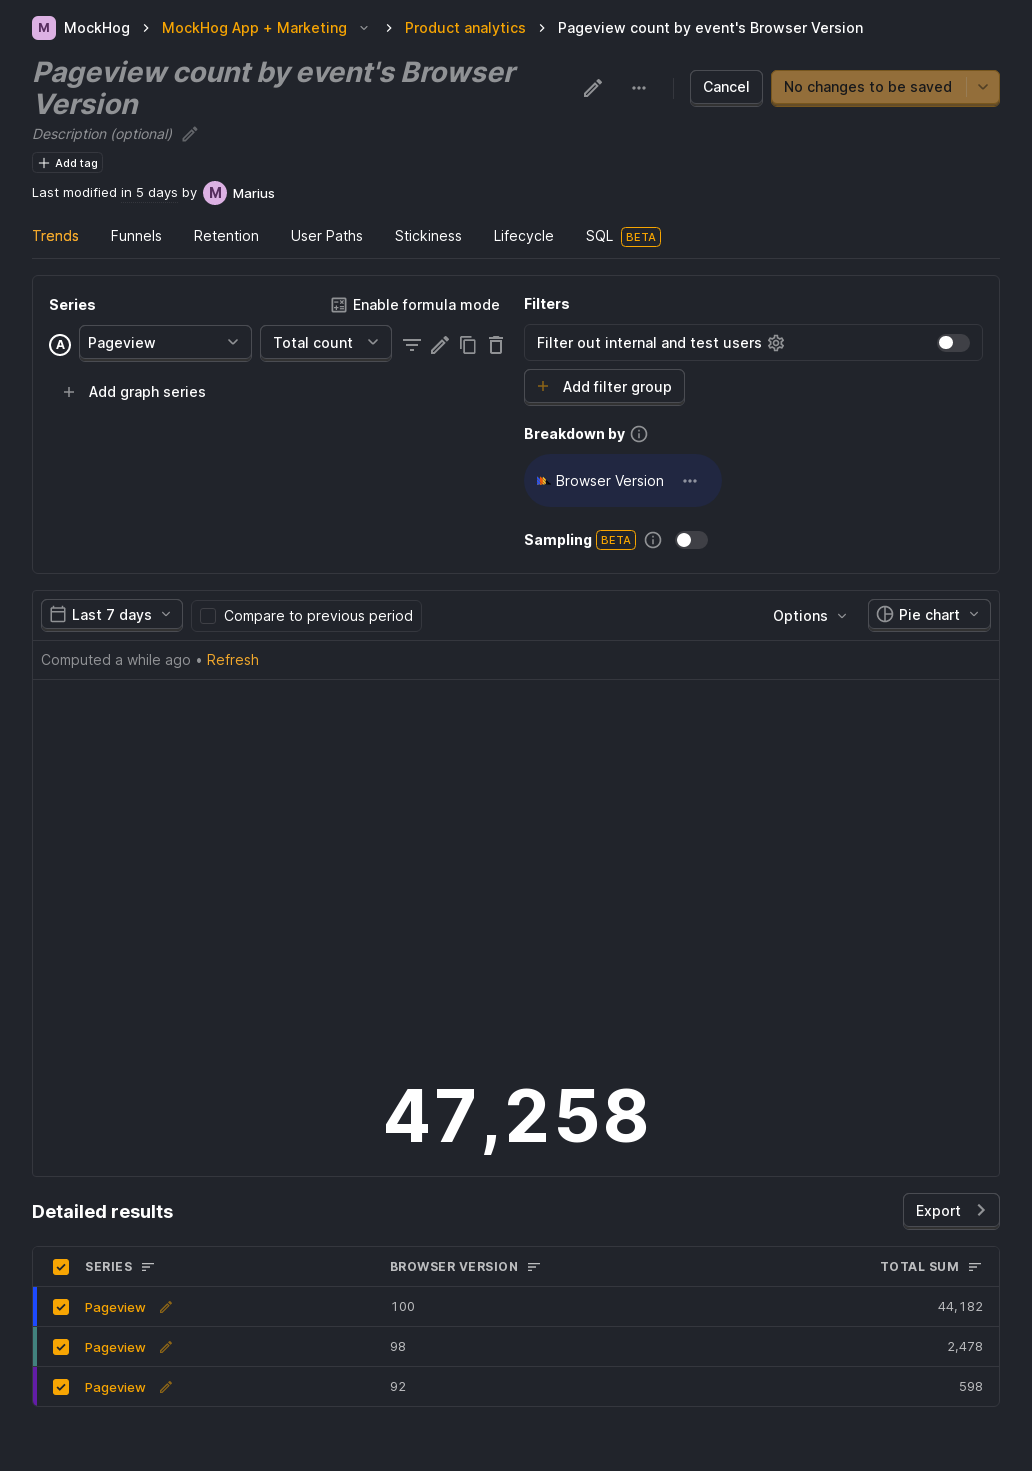 M MockHog MockHog App + Marketing Product analytics Pageview count by event's Browser Version
Pageview count by event's Browser
Version
Cancel
No changes to be saved
Description (optional)
Add tag
Last modified in 5 days by M Marius
Trends Funnels Retention User Paths Stickiness Lifecycle SQL BETA
Series
Enable formula mode
A Pageview Total count
Add graph series
Filters
Filter out internal and test users
Add filter group
Breakdown by
Browser Version
Sampling BETA
Last 7 days Compare to previous period Options Pie chart
Computed a while ago • Refresh
47,258
Detailed results Export
SERIES BROWSER VERSION TOTAL SUM
Pageview 100 44,182
Pageview 98 2,478
Pageview 92 598